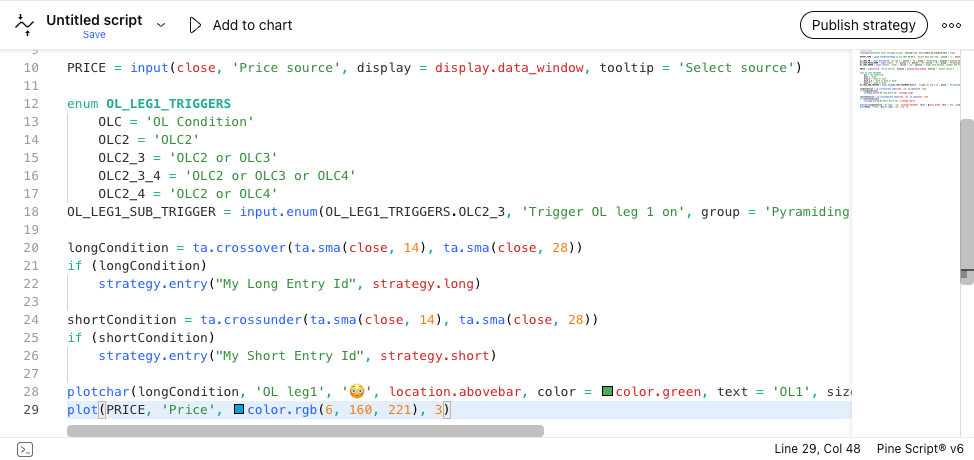 Untitled script
Save
Add to chart
Publish strategy
9
10 PRICE = input(close, 'Price source', display = display.data_window, tooltip = 'Select source')
11
12 enum OL_LEG1_TRIGGERS
13 OLC = 'OL Condition'
14 OLC2 = 'OLC2'
15 OLC2_3 = 'OLC2 or OLC3'
16 OLC2_3_4 = 'OLC2 or OLC3 or OLC4'
17 OLC2_4 = 'OLC2 or OLC4'
18 OL_LEG1_SUB_TRIGGER = input.enum(OL_LEG1_TRIGGERS.OLC2_3, 'Trigger OL leg 1 on', group = 'Pyramiding
19
20 longCondition = ta.crossover(ta.sma(close, 14), ta.sma(close, 28))
21 if (longCondition)
22 strategy.entry("My Long Entry Id", strategy.long)
23
24 shortCondition = ta.crossunder(ta.sma(close, 14), ta.sma(close, 28))
25 if (shortCondition)
26 strategy.entry("My Short Entry Id", strategy.short)
27
28 plotchar(longCondition, 'OL leg1', '😳', location.abovebar, color = color.green, text = 'OL1', size
29 plot(PRICE, 'Price', color.rgb(6, 160, 221), 3)
Line 29, Col 48 Pine Script® v6